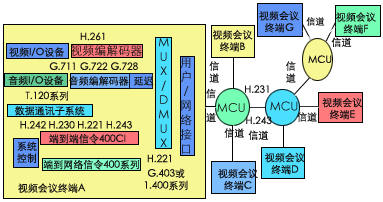 H.261
视频I/O设备
视频编解码器
G.711 G.722 G.728
音频I/O设备
音频编解码器
延迟
T.120系列
数据通讯子系统
H.242 H.230 H.221 H.243
系统
控制
端到端信令400CI
端到网络信令400系列
视频会议终端A
MUX/DMUX
用户/网络接口
H.221
G.403或
1.400系列
视频会议
终端B
信道
MCU
信道
视频会议
终端C
H.231
H.243
信道
视频会议
终端G
信道
信道
MCU
信道
视频会议
终端F
信道
MCU
信道
视频会议
终端E
信道
视频会议
终端D